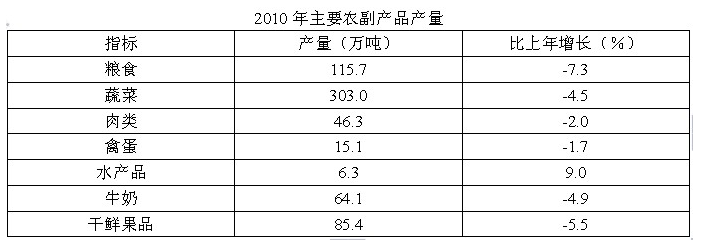 2010 年主要农副产品产量
指标 产量（万吨） 比上年增长（%）
粮食 115.7 -7.3
蔬菜 303.0 -4.5
肉类 46.3 -2.0
禽蛋 15.1 -1.7
水产品 6.3 9.0
牛奶 64.1 -4.9
干鲜果品 85.4 -5.5